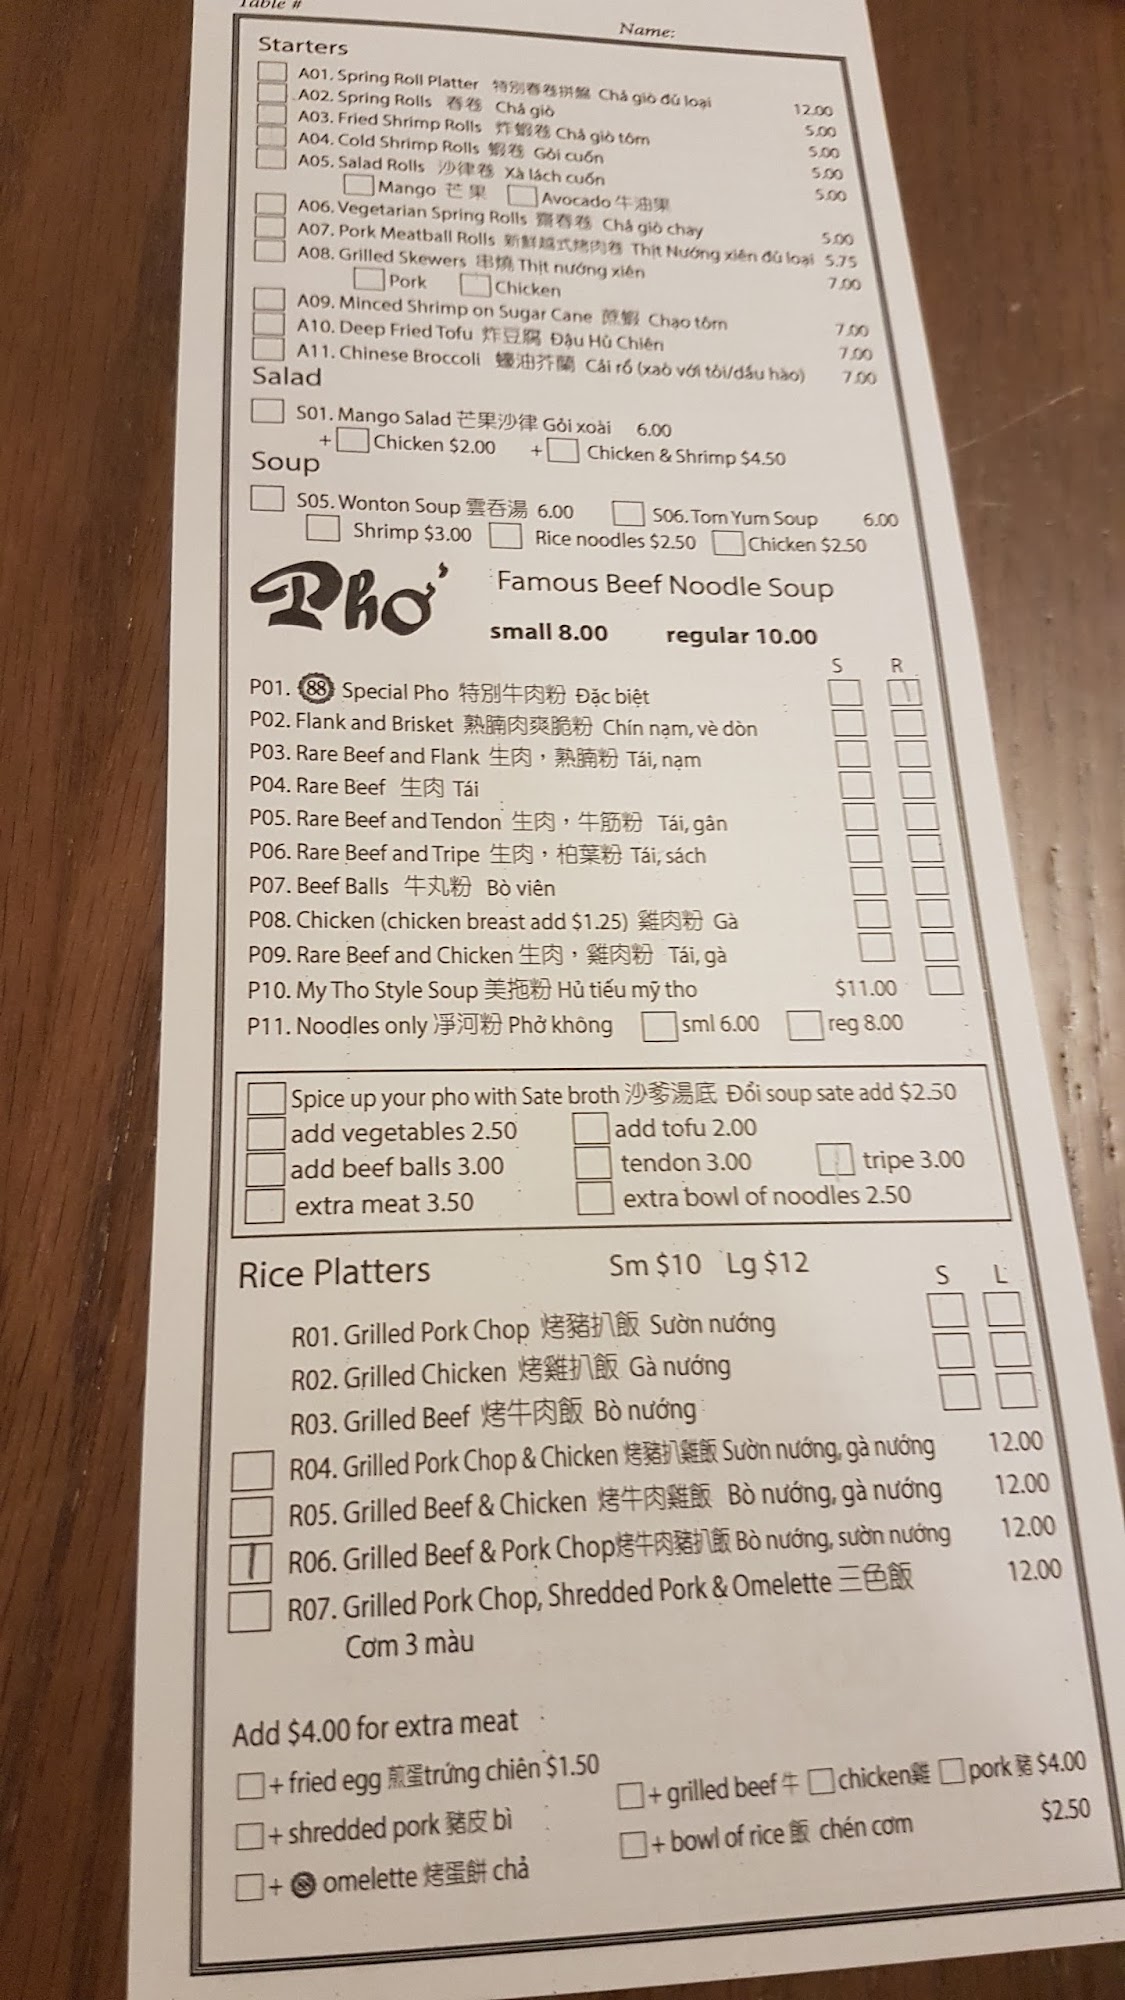 Table #
Name:
Starters
A01. Spring Roll Platter 特別春卷拼盤 Chả giò đủ loại 12.00
A02. Spring Rolls 春卷 Chả giò 5.00
A03. Fried Shrimp Rolls 炸蝦卷 Chả giò tôm 5.00
A04. Cold Shrimp Rolls 蝦卷 Gỏi cuốn 5.00
A05. Salad Rolls 沙律卷 Xà lách cuốn 5.00
Mango 芒果 Avocado 牛油果
A06. Vegetarian Spring Rolls 齋春卷 Chả giò chay 5.00
A07. Pork Meatball Rolls 新鮮越式烤肉卷 Thịt Nướng xiên đủ loại 5.75
A08. Grilled Skewers 串燒 Thịt nướng xiên 7.00
Pork Chicken
A09. Minced Shrimp on Sugar Cane 蔗蝦 Chạo tôm 7.00
A10. Deep Fried Tofu 炸豆腐 Đậu Hủ Chiên 7.00
A11. Chinese Broccoli 蠔油芥蘭 Cải rổ (xaò với tỏi/dầu hào) 7.00
Salad
S01. Mango Salad 芒果沙律 Gỏi xoài 6.00
+ Chicken $2.00 + Chicken & Shrimp $4.50
Soup
S05. Wonton Soup 雲吞湯 6.00 S06. Tom Yum Soup 6.00
Shrimp $3.00 Rice noodles $2.50 Chicken $2.50
Phở Famous Beef Noodle Soup
small 8.00 regular 10.00
S R
P01. 88 Special Pho 特別牛肉粉 Đặc biệt 1
P02. Flank and Brisket 熟腩肉爽脆粉 Chín nạm, vè dòn
P03. Rare Beef and Flank 生肉，熟腩粉 Tái, nạm
P04. Rare Beef 生肉 Tái
P05. Rare Beef and Tendon 生肉，牛筋粉 Tái, gân
P06. Rare Beef and Tripe 生肉，柏葉粉 Tái, sách
P07. Beef Balls 牛丸粉 Bò viên
P08. Chicken (chicken breast add $1.25) 雞肉粉 Gà
P09. Rare Beef and Chicken 生肉，雞肉粉 Tái, gà
P10. My Tho Style Soup 美拖粉 Hủ tiếu mỹ tho $11.00
P11. Noodles only 淨河粉 Phở không sml 6.00 reg 8.00
Spice up your pho with Sate broth 沙爹湯底 Đổi soup sate add $2.50
add vegetables 2.50 add tofu 2.00
add beef balls 3.00 tendon 3.00 1 tripe 3.00
extra meat 3.50 extra bowl of noodles 2.50
Rice Platters Sm $10 Lg $12
S L
R01. Grilled Pork Chop 烤豬扒飯 Sườn nướng
R02. Grilled Chicken 烤雞扒飯 Gà nướng
R03. Grilled Beef 烤牛肉飯 Bò nướng
R04. Grilled Pork Chop & Chicken 烤豬扒雞飯 Sườn nướng, gà nướng 12.00
R05. Grilled Beef & Chicken 烤牛肉雞飯 Bò nướng, gà nướng 12.00
1 R06. Grilled Beef & Pork Chop烤牛肉豬扒飯 Bò nướng, sườn nướng 12.00
R07. Grilled Pork Chop, Shredded Pork & Omelette 三色飯 12.00
Cơm 3 màu
Add $4.00 for extra meat
+ fried egg 煎蛋trứng chiên $1.50 + grilled beef 牛 chicken雞 pork 豬 $4.00
+ shredded pork 豬皮 bì + bowl of rice 飯 chén cơm $2.50
+ 88 omelette 烤蛋餅 chả